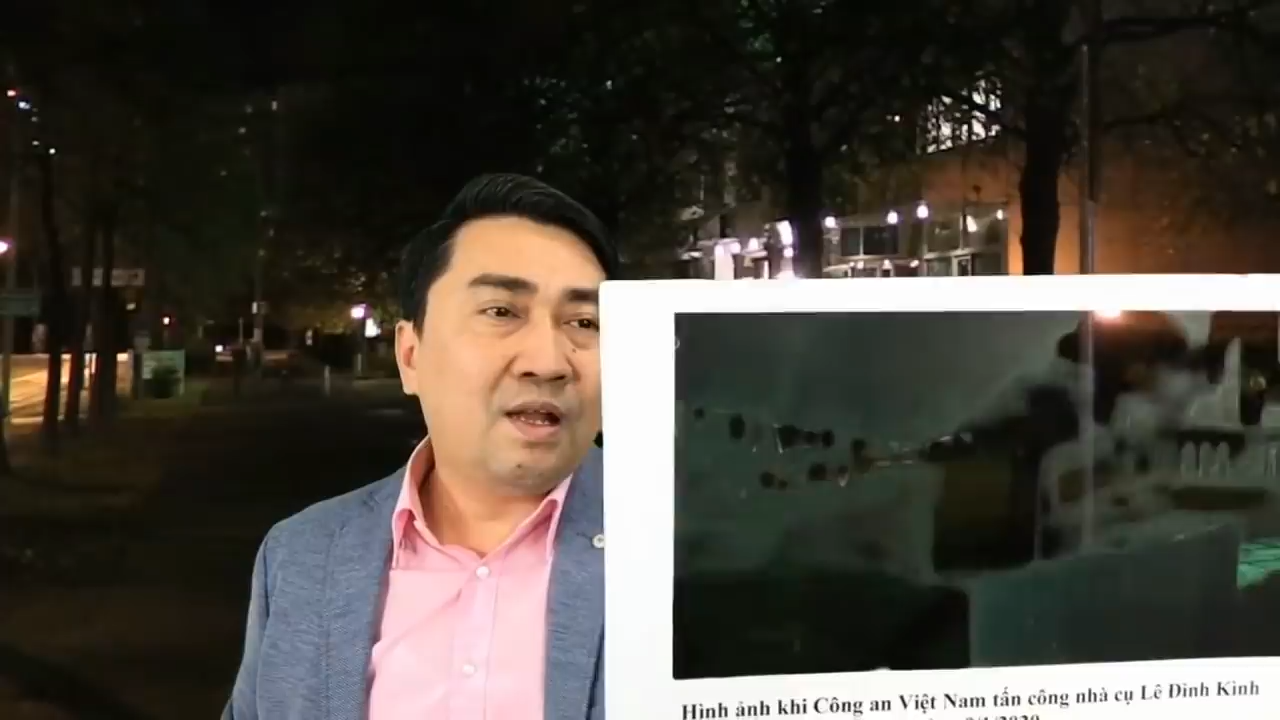 Hình ảnh khi Công an Việt Nam tấn công nhà cụ Lê Đình Kình